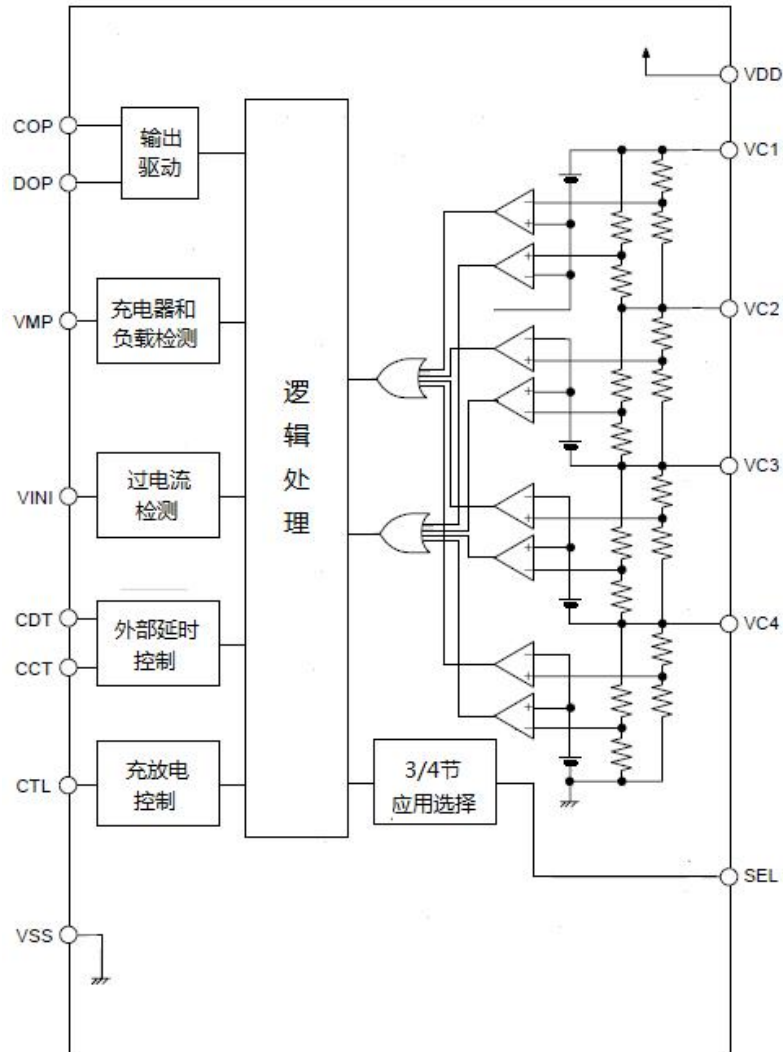 VDD
COP
输出
驱动
DOP
VC1
VMP
充电器和
负载检测
VC2
逻
辑
处
理
VINI
过电流
检测
VC3
CDT
外部延时
控制
CCT
VC4
CTL
充放电
控制
3/4节
应用选择
SEL
VSS